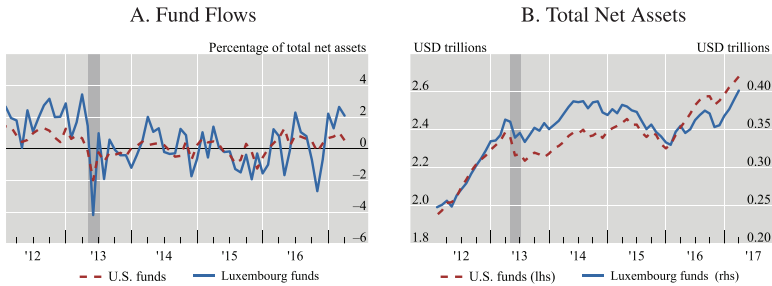 A. Fund Flows
Percentage of total net assets
4
2
0
–2
–4
–6
'12 '13 '14 '15 '16
U.S. funds Luxembourg funds
B. Total Net Assets
USD trillions USD trillions
2.6 0.40
2.4 0.35
2.2 0.30
2.0 0.25
1.8 0.20
'12 '13 '14 '15 '16 '17
U.S. funds (lhs) Luxembourg funds (rhs)